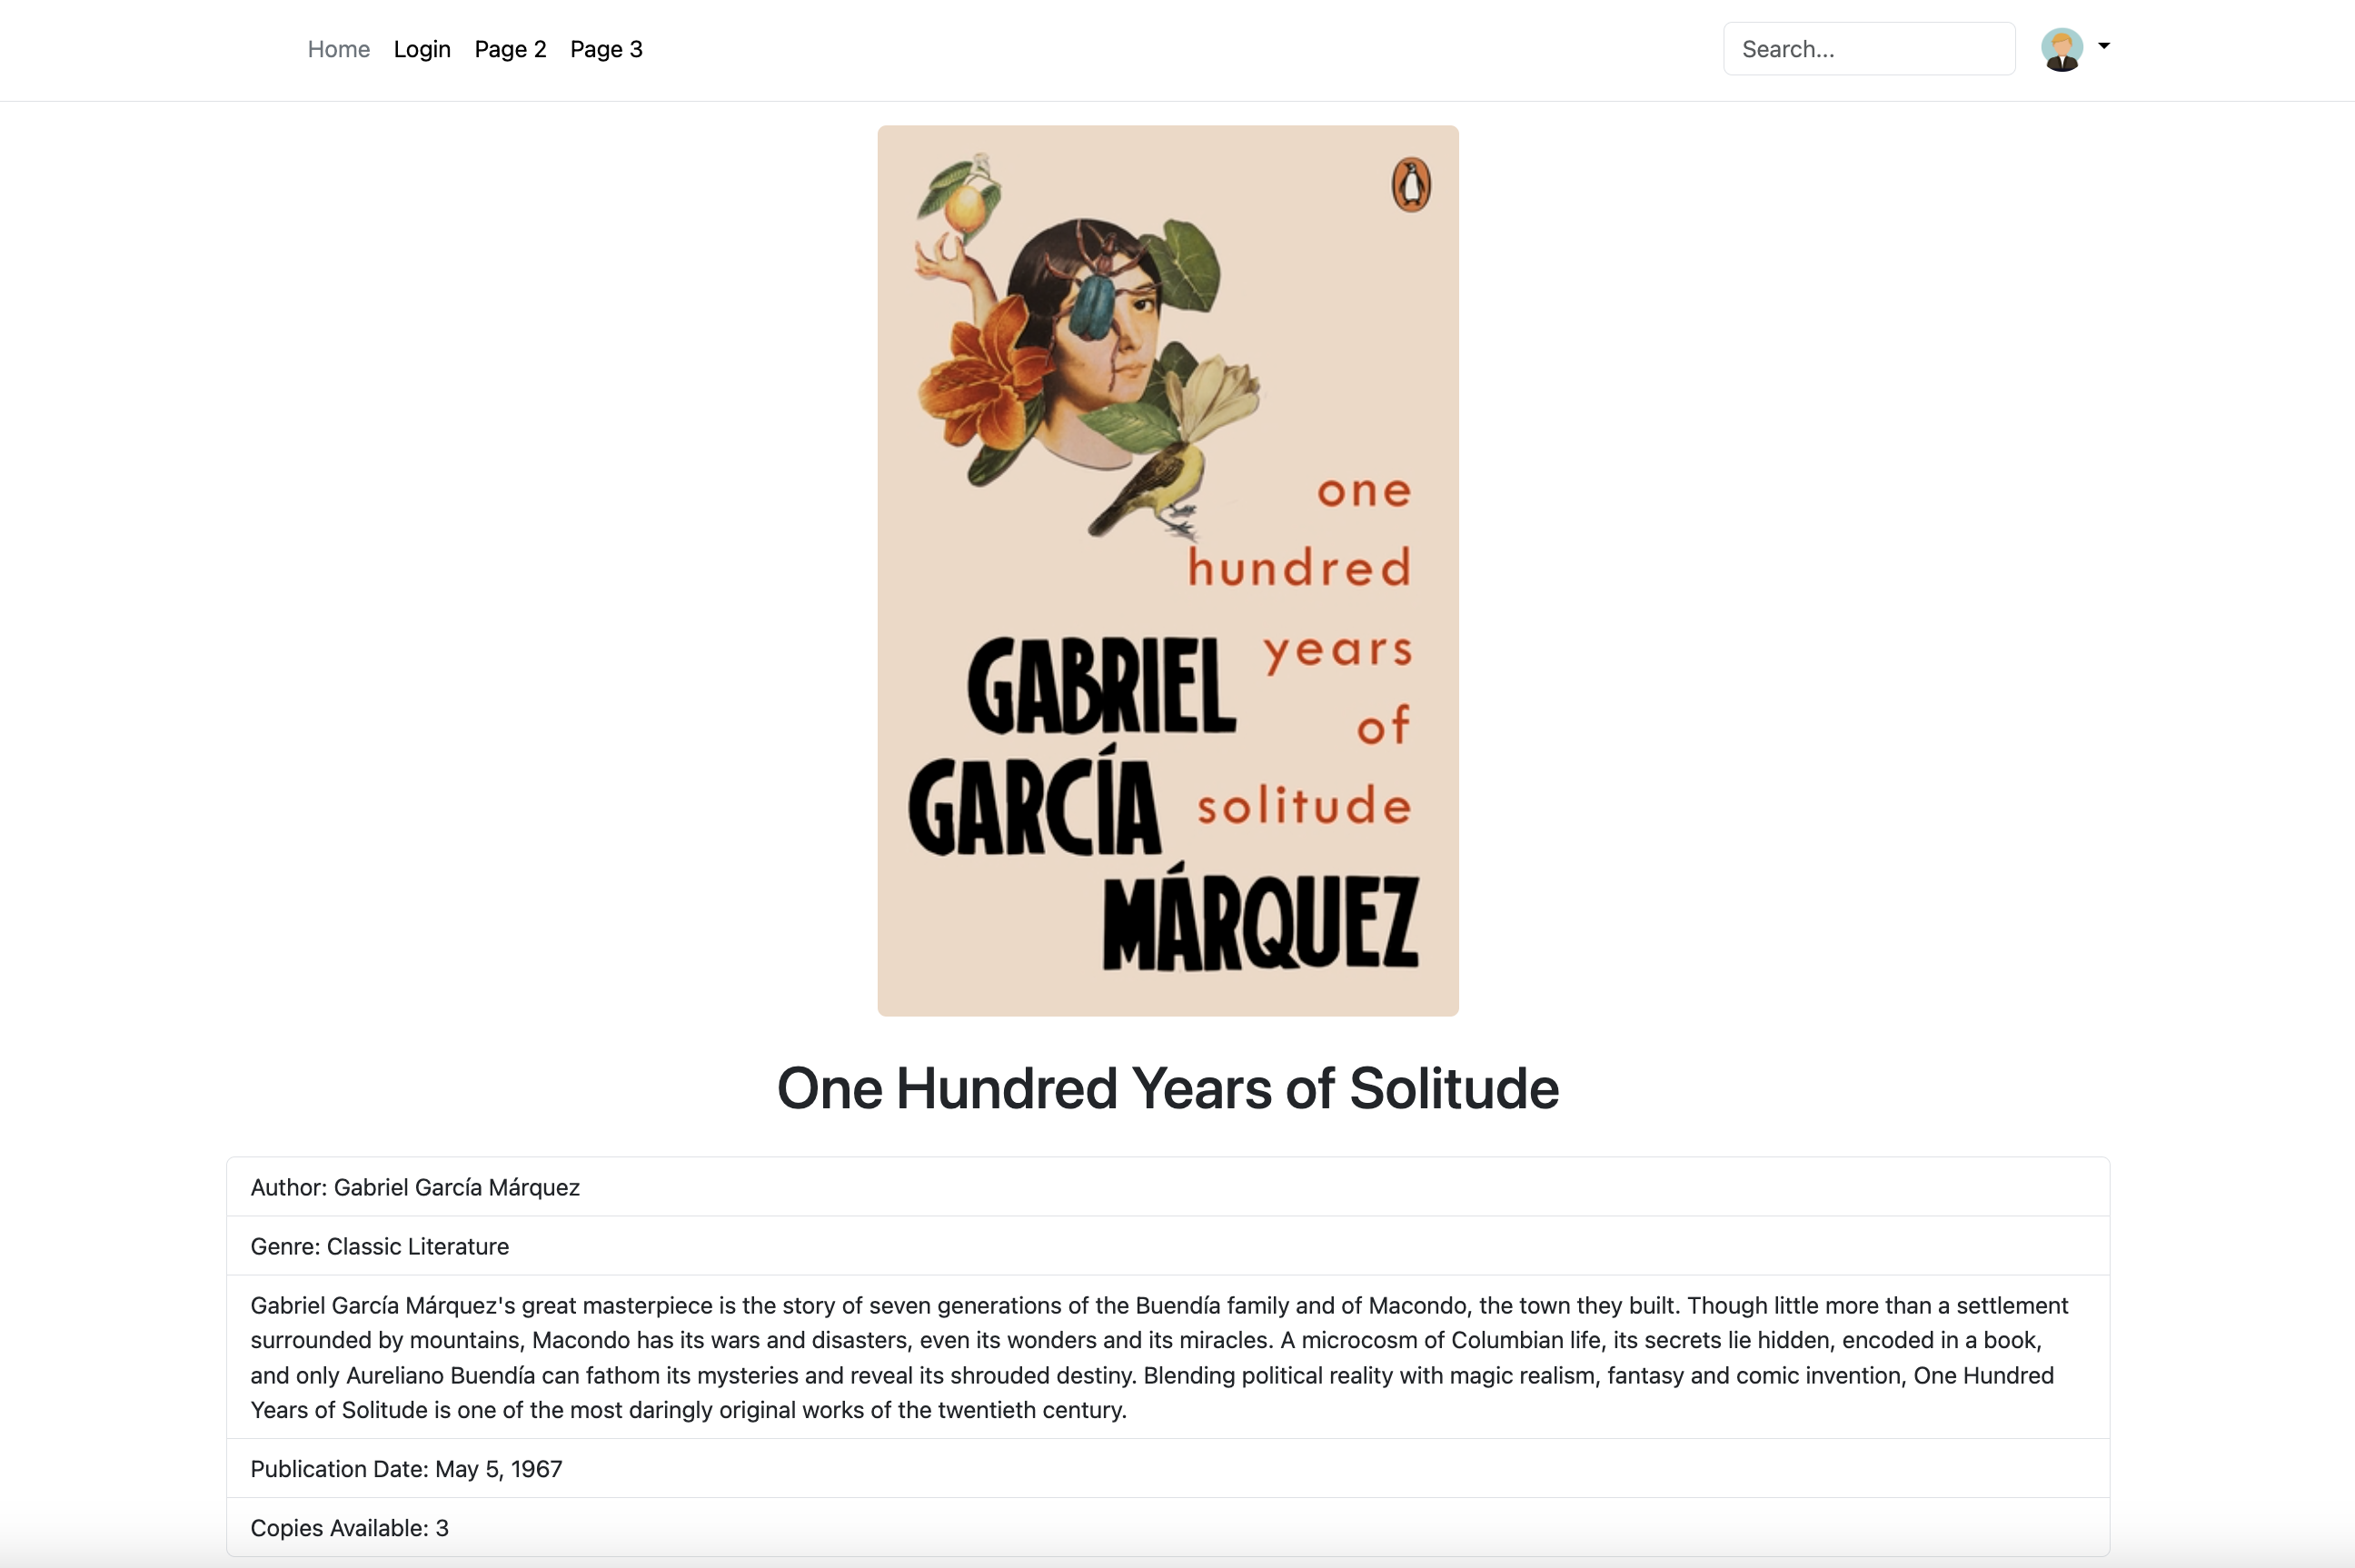 Home Login Page 2 Page 3 Search...
one
hundred
years
of
solitude
GABRIEL
GARCÍA
MÁRQUEZ
One Hundred Years of Solitude
Author: Gabriel García Márquez
Genre: Classic Literature
Gabriel García Márquez's great masterpiece is the story of seven generations of the Buendía family and of Macondo, the town they built. Though little more than a settlement
surrounded by mountains, Macondo has its wars and disasters, even its wonders and its miracles. A microcosm of Columbian life, its secrets lie hidden, encoded in a book,
and only Aureliano Buendía can fathom its mysteries and reveal its shrouded destiny. Blending political reality with magic realism, fantasy and comic invention, One Hundred
Years of Solitude is one of the most daringly original works of the twentieth century.
Publication Date: May 5, 1967
Copies Available: 3